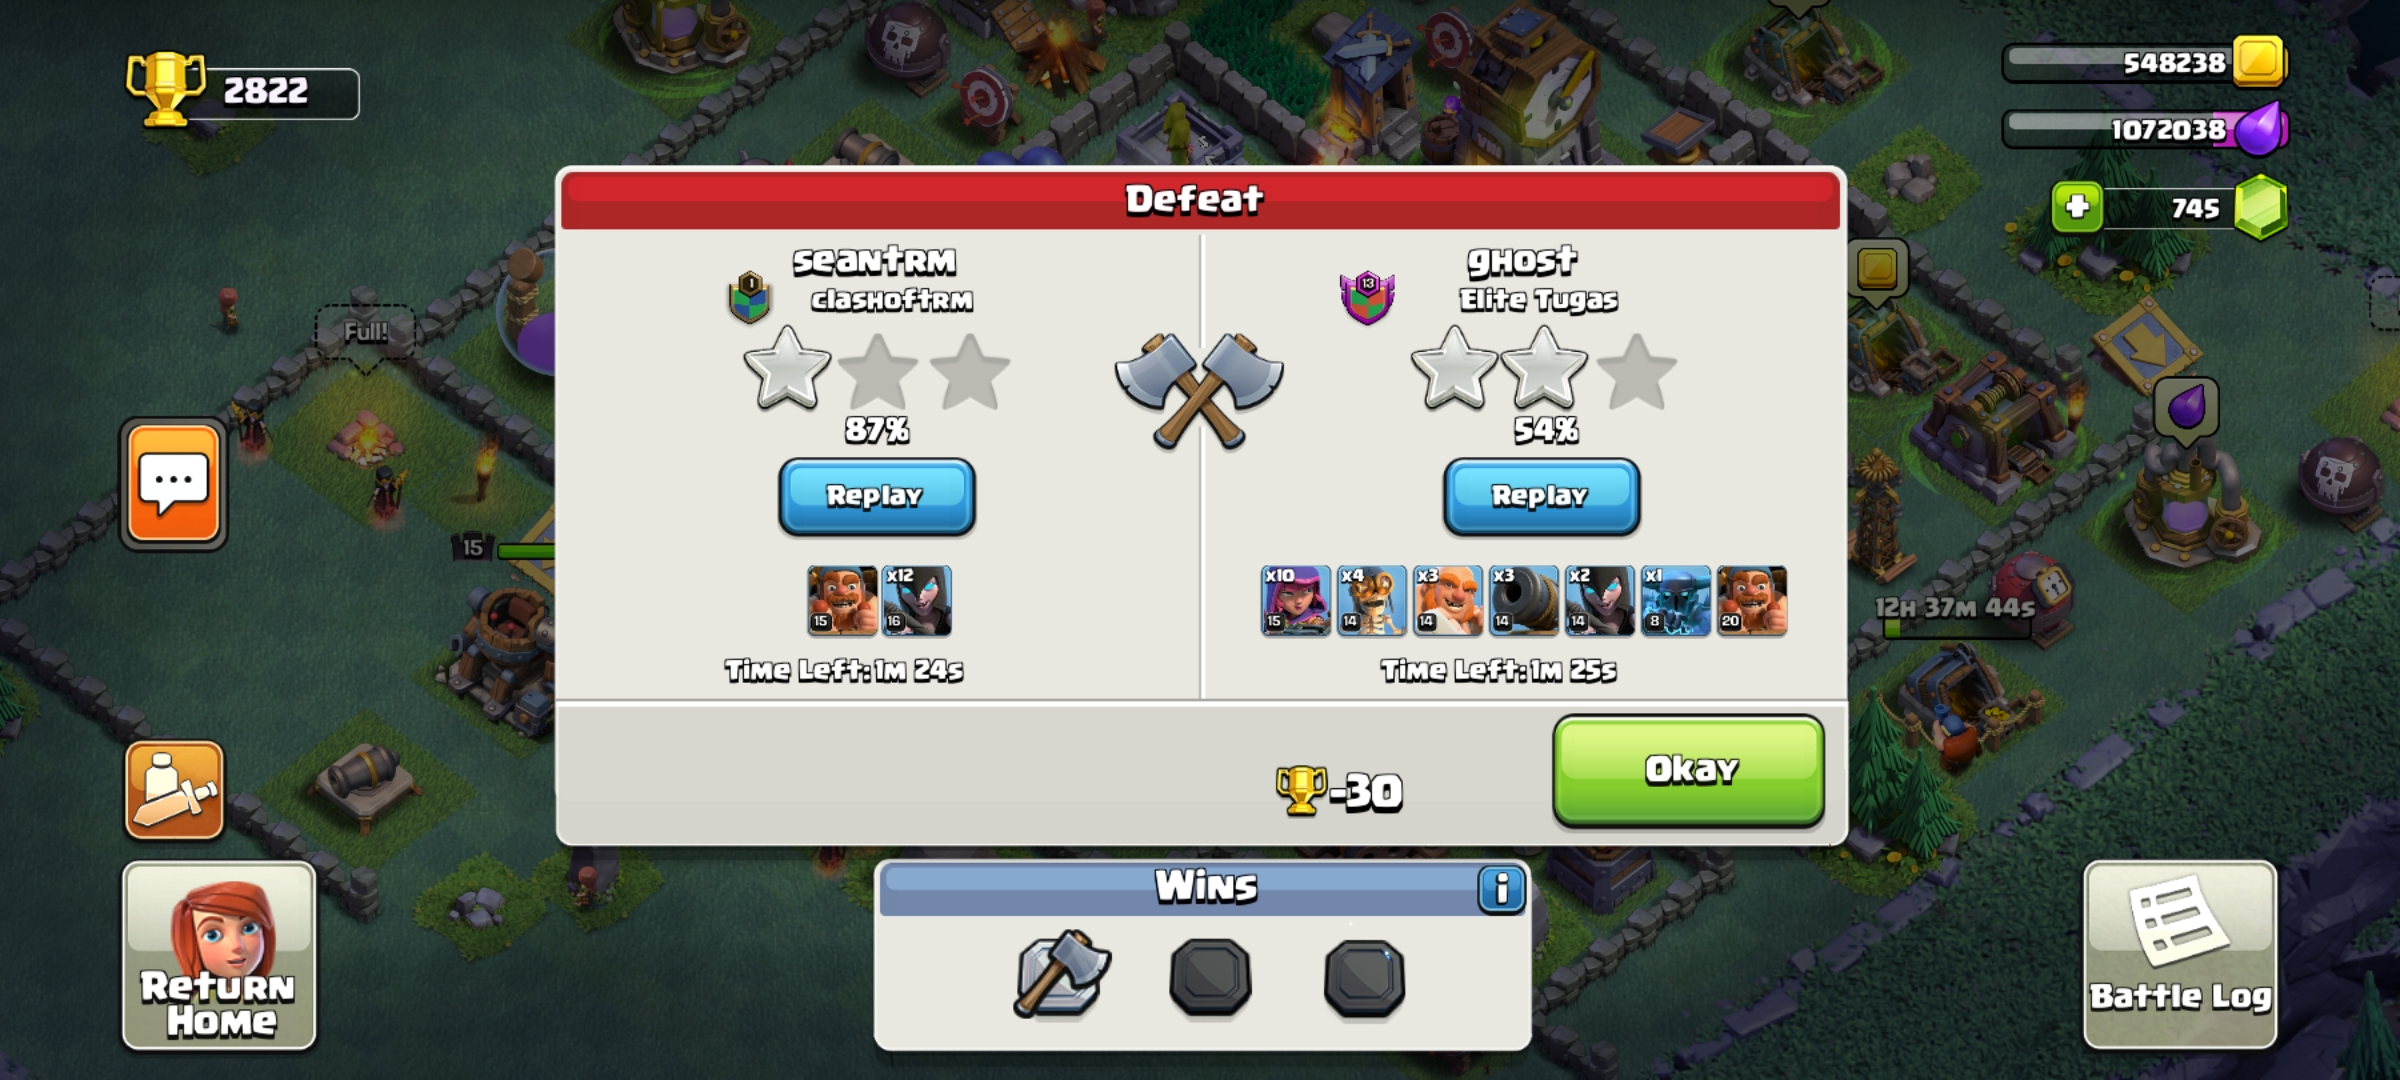 2822
548238
1072038
745
Defeat
seantrm
clashoftrm
1
87%
Replay
15
x12
16
Time Left:1m 24s
ghost
Elite Tugas
13
54%
Replay
x10
15
x4
14
x3
14
x3
14
x2
14
x1
8
20
Time Left:1m 25s
-30
Okay
Full!
15
12H 37m 44s
Wins
i
Return
Home
Battle Log